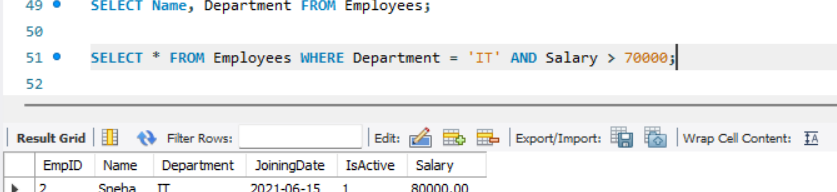 49 SELECT Name, Department FROM Employees;
50
51 SELECT * FROM Employees WHERE Department = 'IT' AND Salary > 70000;
52
Result Grid Filter Rows: Edit: Export/Import: Wrap Cell Content: IA
EmpID Name Department JoiningDate IsActive Salary
2 Sneha IT 2021-06-15 1 80000.00